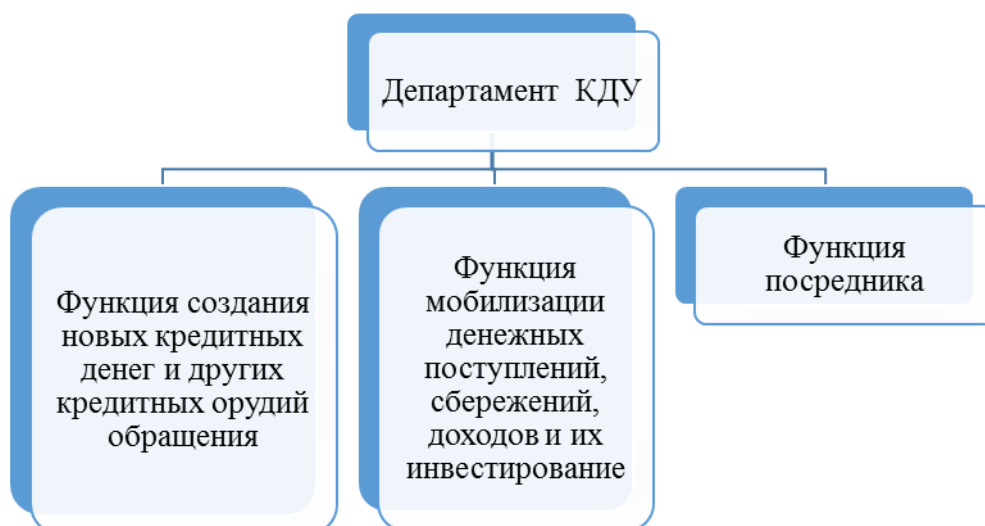 Департамент КДУ
Функция создания
новых кредитных
денег и других
кредитных орудий
обращения
Функция
мобилизации
денежных
поступлений,
сбережений,
доходов и их
инвестирование
Функция
посредника